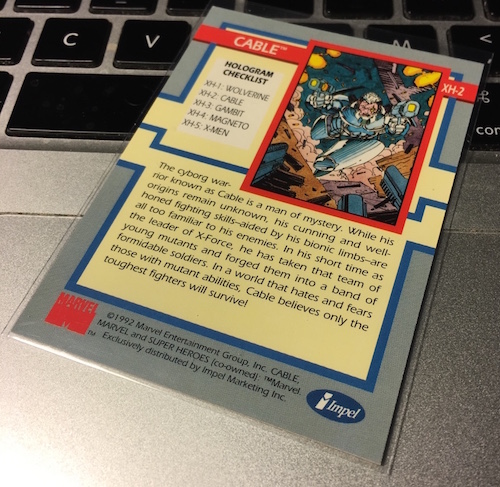 C
V
M
⌘
con
CABLE™
XH-2
HOLOGRAM
CHECKLIST
XH-1: WOLVERINE
XH-2: CABLE
XH-3: GAMBIT
XH-4: MAGNETO
XH-5: X-MEN
The cyborg war-
rior known as Cable is a man of mystery. While his
origins remain unknown, his cunning and well-
honed fighting skills–aided by his bionic limbs–are
all too familiar to his enemies. In his short time as
the leader of X-Force, he has taken that team of
young mutants and forged them into a band of
formidable soldiers. In a world that hates and fears
those with mutant abilities, Cable believes only the
toughest fighters will survive!
MARVEL
™
©1992 Marvel Entertainment Group, Inc. CABLE,
MARVEL and SUPER HEROES (co-owned): ™Marvel.
Exclusively distributed by Impel Marketing Inc.
Impel